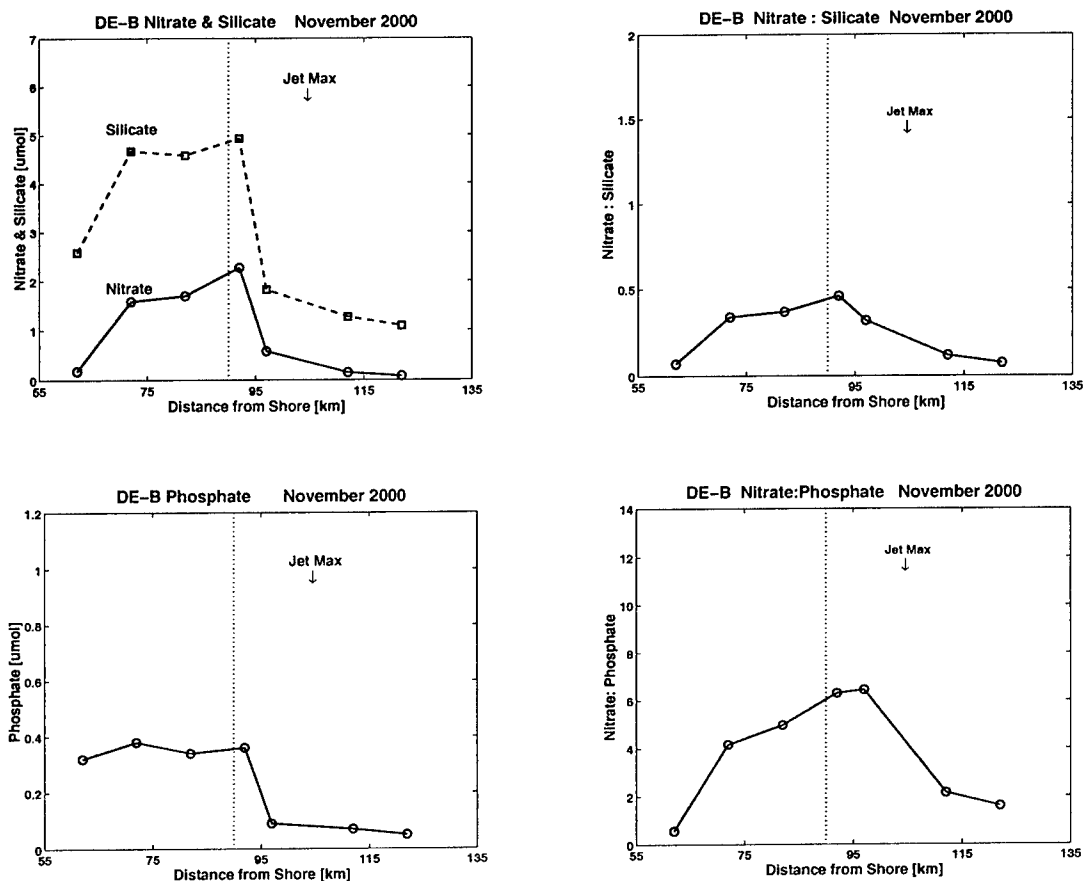 DE-B Nitrate & Silicate November 2000
7
6
5
4
3
2
1
0
Nitrate & Silicate [umol]
Silicate
Nitrate
Jet Max
↓
65 75 95 115 135
Distance from Shore [km]
DE-B Nitrate : Silicate November 2000
2
1.5
1
0.5
0
Nitrate : Silicate
Jet Max
↓
55 75 95 115 135
Distance from Shore [km]
DE-B Phosphate November 2000
1.2
1
0.8
0.6
0.4
0.2
0
Phosphate [umol]
Jet Max
↓
55 75 95 115 135
Distance from Shore [km]
DE-B Nitrate:Phosphate November 2000
14
12
10
8
6
4
2
0
Nitrate: Phosphate
Jet Max
↓
55 75 95 115 135
Distance from Shore [km]